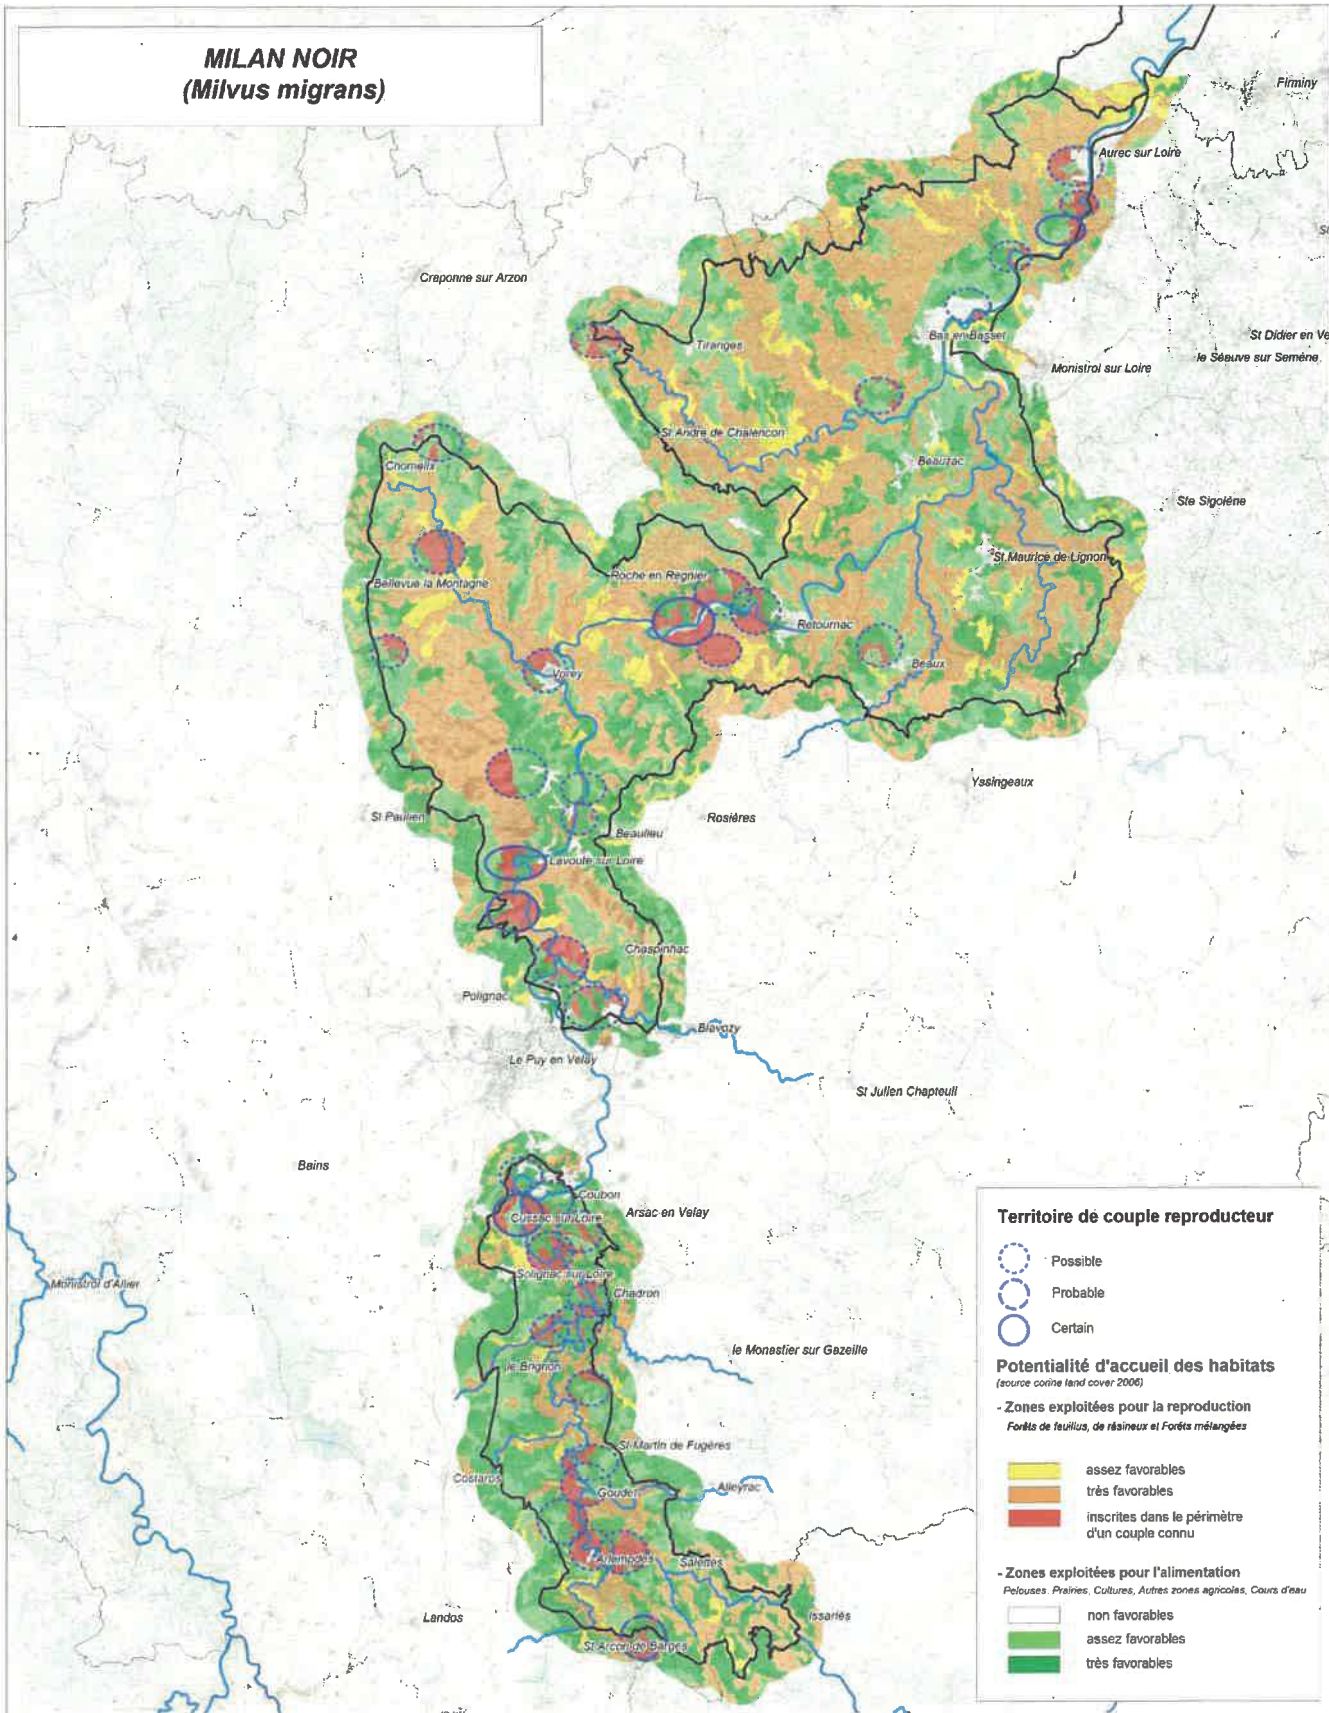 MILAN NOIR
(Milvus migrans)
Firminy
Aurec sur Loire
Craponne sur Arzon
Tiranges
Bas en Basset
St Didier en Ve
la Séauve sur Semène
Monistrol sur Loire
St André de Chalencon
Beauzac
Chomelix
Ste Sigolène
St Maurice de Lignon
Bellevue la Montagne
Roche en Régnier
Retournac
Beaux
Vorey
Yssingeaux
St Paulien
Rosières
Beaulieu
Lavoute sur Loire
Chaspinhac
Polignac
Blavozy
Le Puy en Velay
St Julien Chapteuil
Bains
Coubon
Arsac en Velay
Cussac sur Loire
Solignac sur Loire
Monistrol d'Allier
Chadron
le Monastier sur Gazeille
le Brignon
St Martin de Fugères
Costaros
Goudet
Alleyrac
Arlempdes
Salettes
Landos
Issarlès
St Arcon de Barges
Territoire de couple reproducteur
Possible
Probable
Certain
Potentialité d'accueil des habitats
(source corine land cover 2006)
- Zones exploitées pour la reproduction
Forêts de feuillus, de résineux et Forêts mélangées
assez favorables
très favorables
inscrites dans le périmètre
d'un couple connu
- Zones exploitées pour l'alimentation
Pelouses, Prairies, Cultures, Autres zones agricoles, Cours d'eau
non favorables
assez favorables
très favorables